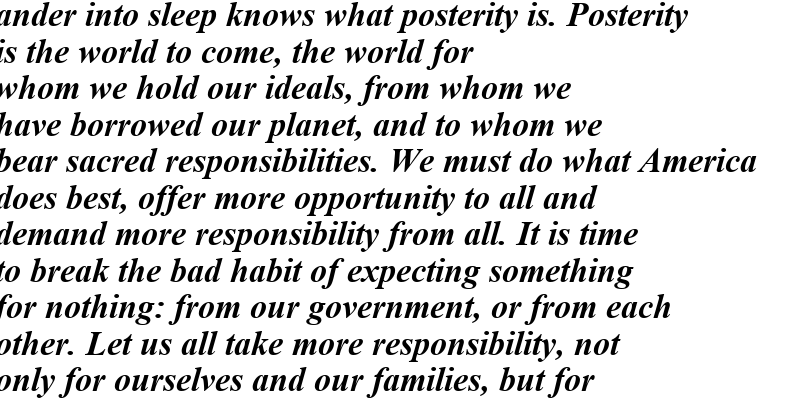 ander into sleep knows what posterity is. Posterity
is the world to come, the world for
whom we hold our ideals, from whom we
have borrowed our planet, and to whom we
bear sacred responsibilities. We must do what America
does best, offer more opportunity to all and
demand more responsibility from all. It is time
to break the bad habit of expecting something
for nothing: from our government, or from each
other. Let us all take more responsibility, not
only for ourselves and our families, but for